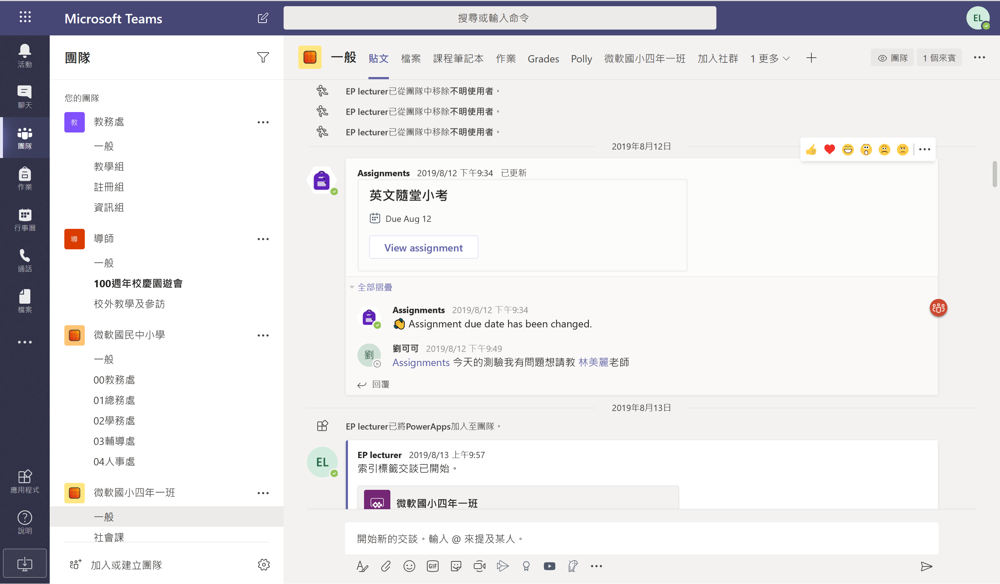 Microsoft Teams
搜尋或輸入命令
EL
活動
聊天
團隊
作業
行事曆
通話
檔案
應用程式
說明
團隊
您的團隊
教 教務處
一般
教學組
註冊組
資訊組
導 導師
一般
100週年校慶園遊會
校外教學及參訪
微軟國民中小學
一般
00教務處
01總務處
02學務處
03輔導處
04人事處
微軟國小四年一班
一般
社會課
加入或建立團隊
一般 貼文 檔案 課程筆記本 作業 Grades Polly 微軟國小四年一班 加入社群 1 更多
團隊 1 個來賓
EP lecturer已從團隊中移除不明使用者。
EP lecturer已從團隊中移除不明使用者。
EP lecturer已從團隊中移除不明使用者。
2019年8月12日
Assignments 2019/8/12 下午9:34 已更新
英文隨堂小考
Due Aug 12
View assignment
全部摺疊
Assignments 2019/8/12 下午9:34
Assignment due date has been changed.
劉 劉可可 2019/8/12 下午9:49
Assignments 今天的測驗我有問題想請教 林美麗老師
回覆
2019年8月13日
EP lecturer已將PowerApps加入至團隊。
EL
EP lecturer 2019/8/13 上午9:57
索引標籤交談已開始。
微軟國小四年一班
開始新的交談。輸入 @ 來提及某人。
GIF